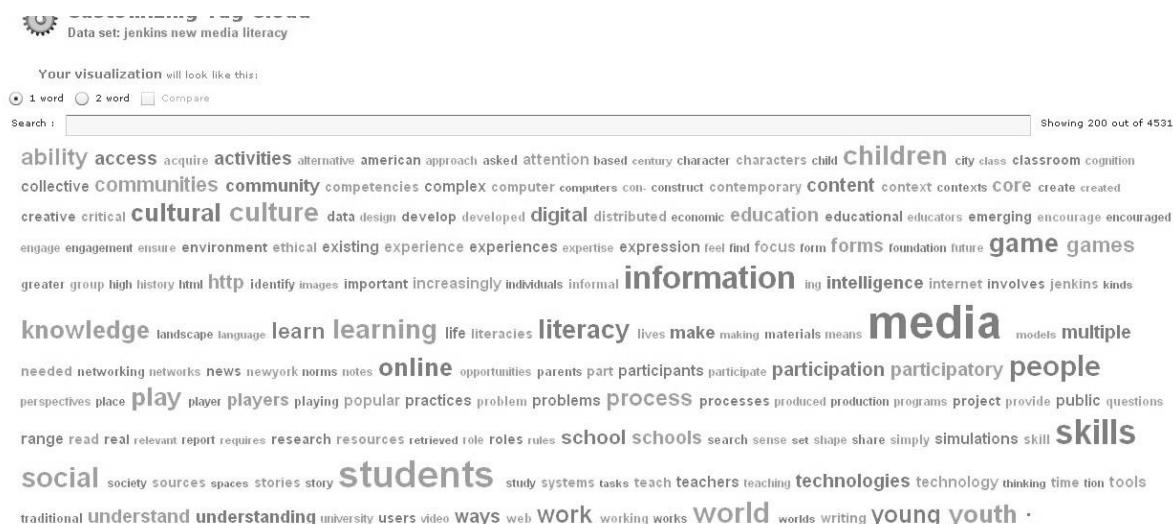 Customizing Tag Cloud
Data set: jenkins new media literacy
Your visualization will look like this:
1 word 2 word Compare
Search : Showing 200 out of 4531
ability access acquire activities alternative american approach asked attention based century character characters child children city class classroom cognition
collective communities community competencies complex computer computers con- construct contemporary content context contexts core create created
creative critical cultural culture data design develop developed digital distributed economic education educational educators emerging encourage encouraged
engage engagement ensure environment ethical existing experience experiences expertise expression feel find focus form forms foundation future game games
greater group high history html http identify images important increasingly individuals informal information ing intelligence internet involves jenkins kinds
knowledge landscape language learn learning life literacies literacy lives make making materials means media models multiple
needed networking networks news newyork norms notes online opportunities parents part participants participate participation participatory people
perspectives place play player players playing popular practices problem problems process processes produced production programs project provide public questions
range read real relevant report requires research resources retrieved role roles rules school schools search sense set shape share simply simulations skill skills
social society sources spaces stories story students study systems tasks teach teachers teaching technologies technology thinking time tion tools
traditional understand understanding university users video ways web work working works world worlds writing young youth ·